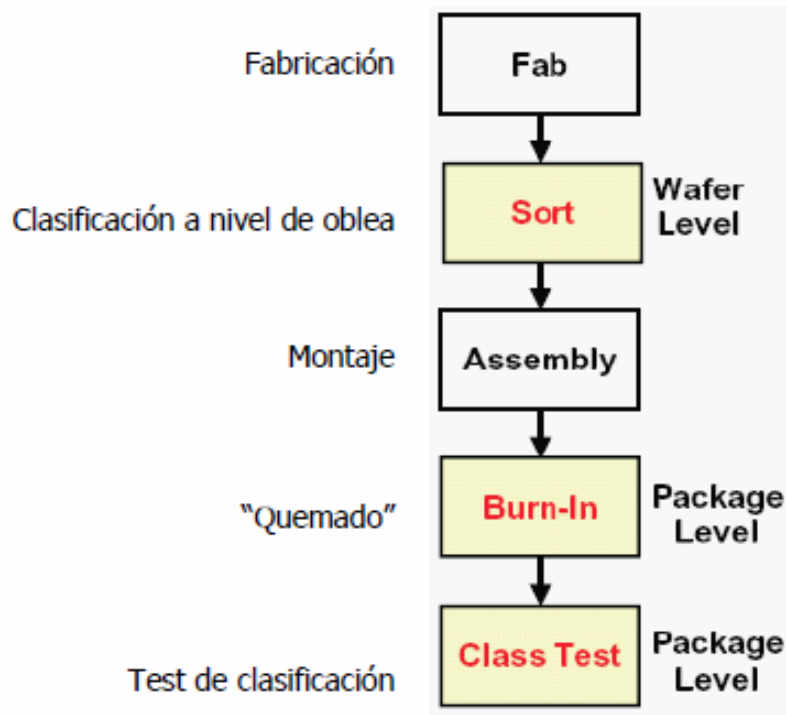 Fabricación
Fab
Clasificación a nivel de oblea
Sort
Wafer
Level
Montaje
Assembly
“Quemado”
Burn-In
Package
Level
Test de clasificación
Class Test
Package
Level